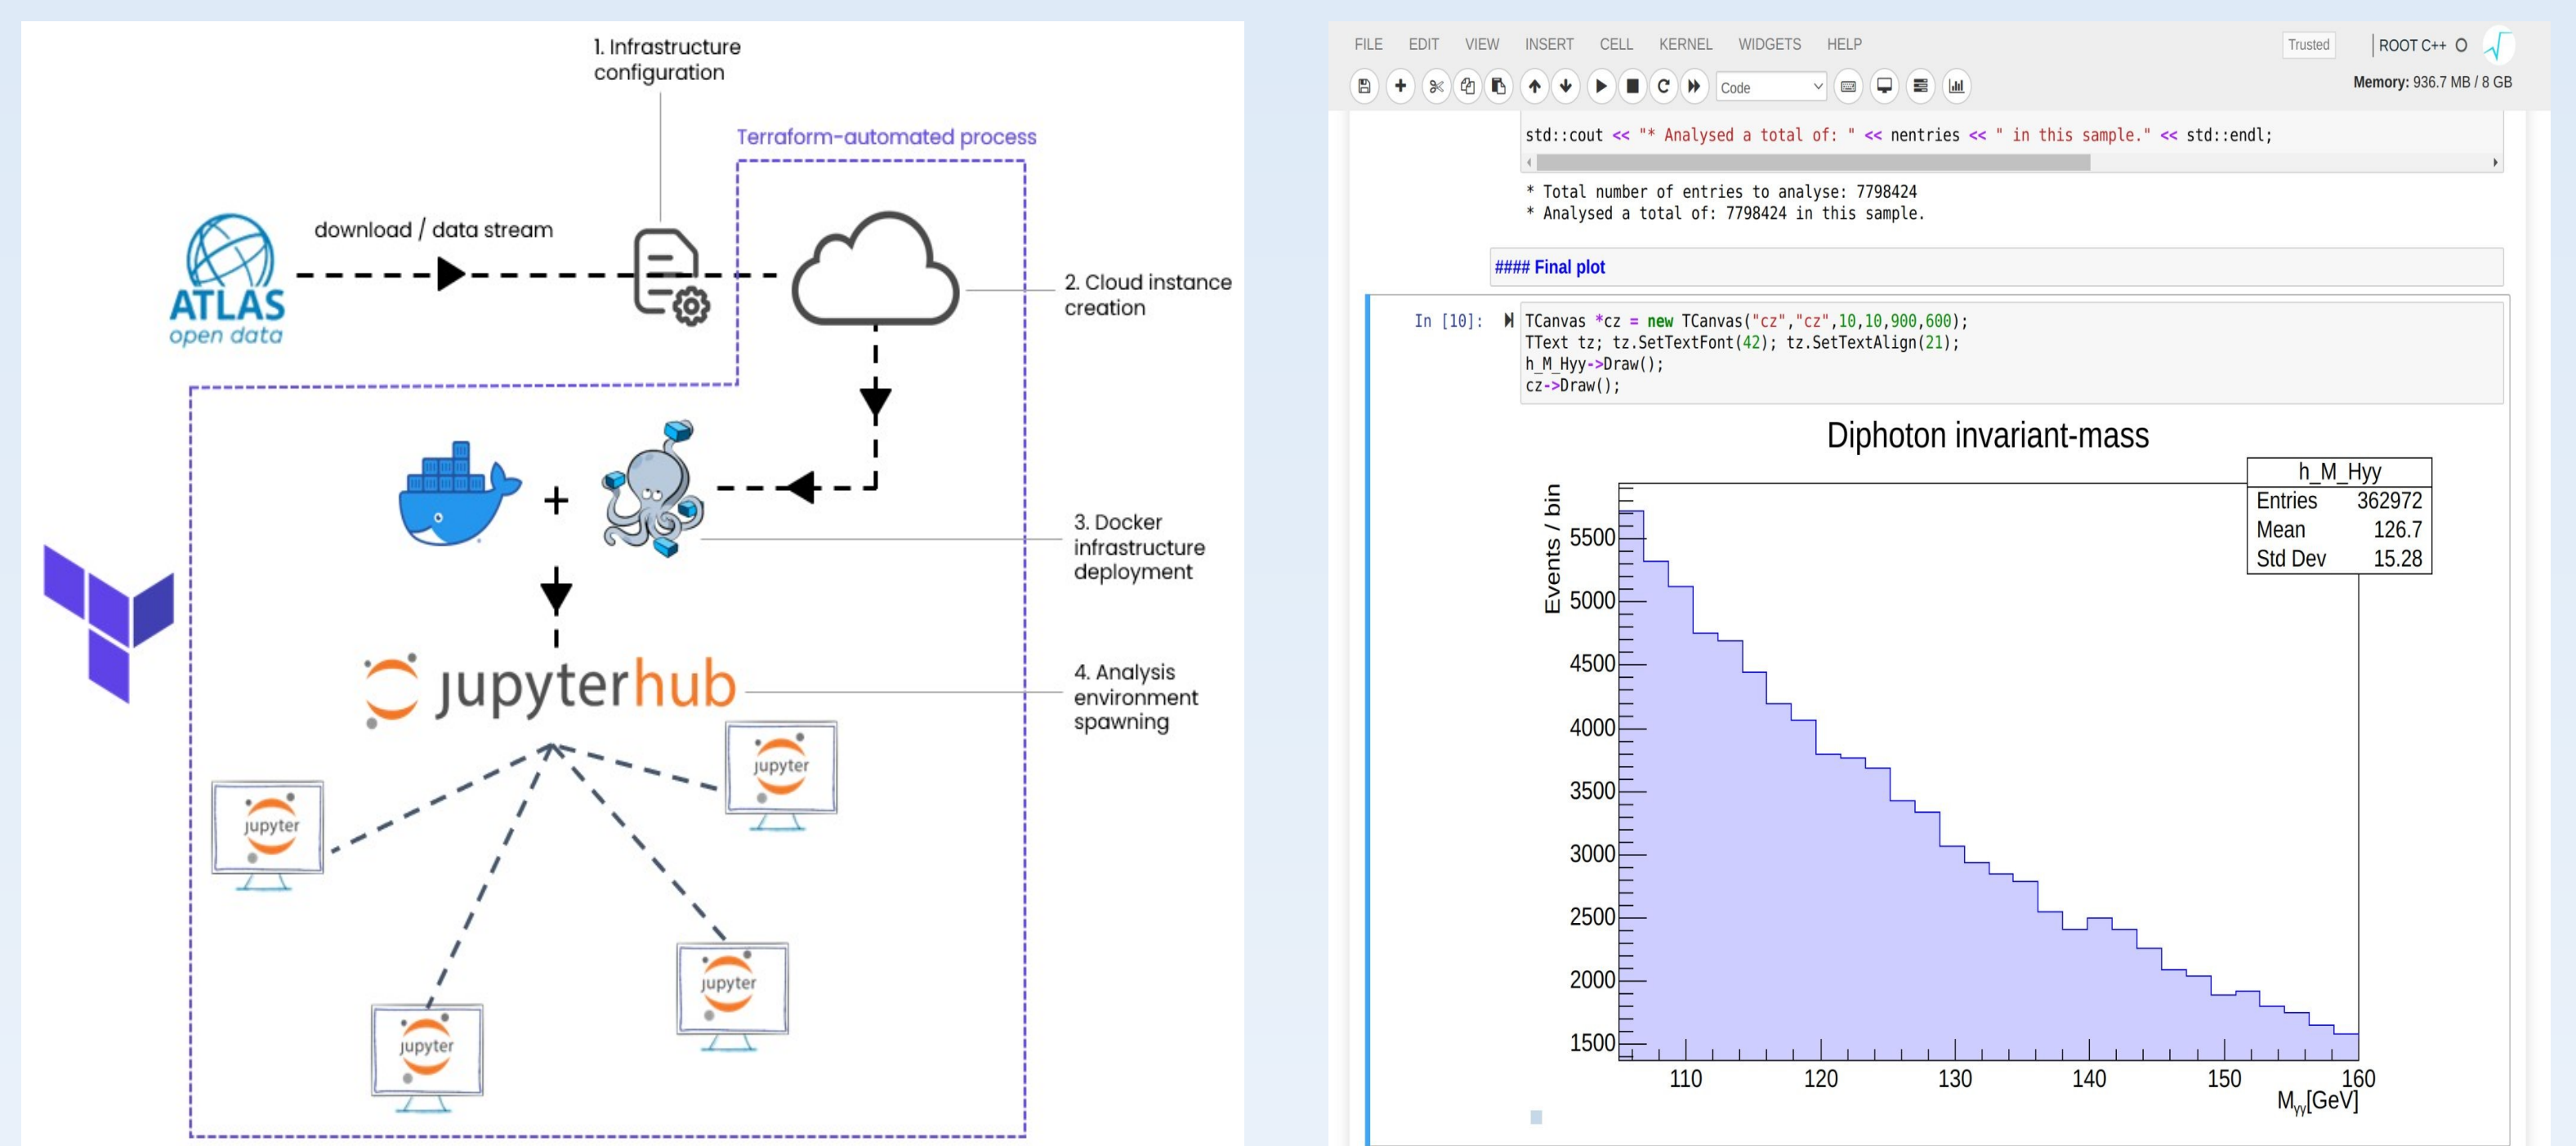 1. Infrastructure
configuration
Terraform-automated process
download / data stream
ATLAS
open data
2. Cloud instance
creation
+
3. Docker
infrastructure
deployment
jupyterhub
4. Analysis
environment
spawning
jupyter
jupyter
jupyter
jupyter
FILE EDIT VIEW INSERT CELL KERNEL WIDGETS HELP
Trusted
ROOT C++
Code
Memory: 936.7 MB / 8 GB
std::cout << "* Analysed a total of: " << nentries << " in this sample." << std::endl;
* Total number of entries to analyse: 7798424
* Analysed a total of: 7798424 in this sample.
#### Final plot
In [10]:
TCanvas *cz = new TCanvas("cz","cz",10,10,900,600);
TText tz; tz.SetTextFont(42); tz.SetTextAlign(21);
h_M_Hyy->Draw();
cz->Draw();
Diphoton invariant-mass
h_M_Hyy
Entries 362972
Mean 126.7
Std Dev 15.28
Events / bin
5500
5000
4500
4000
3500
3000
2500
2000
1500
110 120 130 140 150 160
Mγγ[GeV]